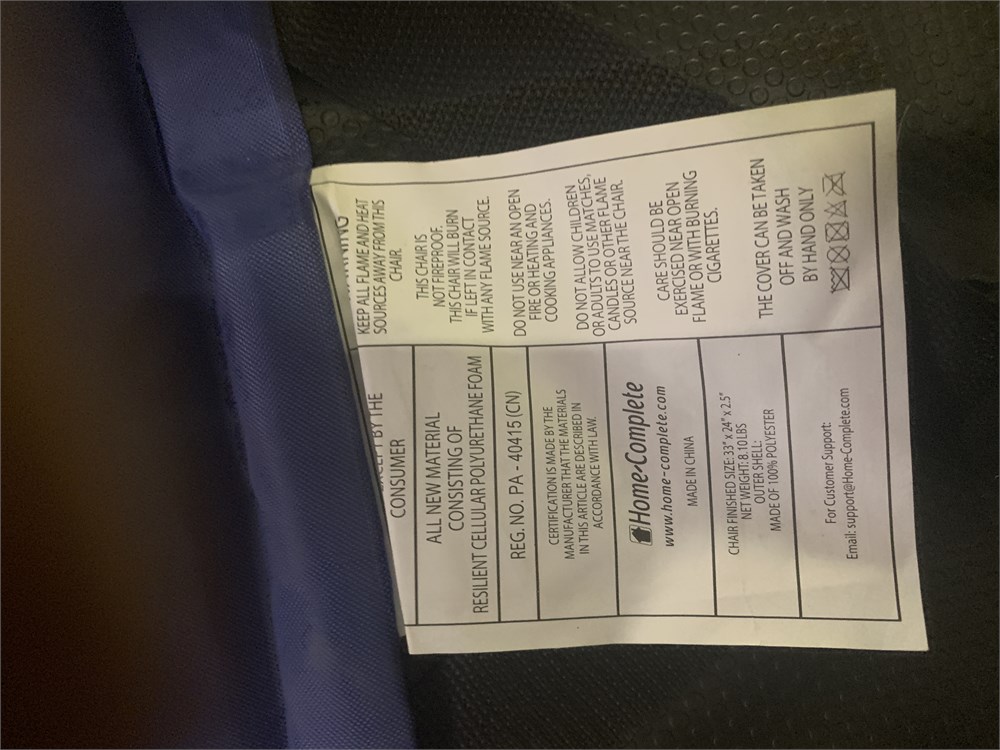 CONSUMER
ALL NEW MATERIAL
CONSISTING OF
RESILIENT CELLULAR POLYURETHANE FOAM
REG. NO. PA - 40415 (CN)
CERTIFICATION IS MADE BY THE
MANUFACTURER THAT THE MATERIALS
IN THIS ARTICLE ARE DESCRIBED IN
ACCORDANCE WITH LAW.
Home-Complete
www.home-complete.com
MADE IN CHINA
CHAIR FINISHED SIZE:33" x 24" x 2.5"
NET WEIGHT: 8.10 LBS
OUTER SHELL:
MADE OF 100% POLYESTER
For Customer Support:
Email: support@Home-Complete.com
KEEP ALL FLAME AND HEAT
SOURCES AWAY FROM THIS
CHAIR.
THIS CHAIR IS
NOT FIREPROOF.
THIS CHAIR WILL BURN
IF LEFT IN CONTACT
WITH ANY FLAME SOURCE.
DO NOT USE NEAR AN OPEN
FIRE OR HEATING AND
COOKING APPLIANCES.
DO NOT ALLOW CHILDREN
OR ADULTS TO USE MATCHES,
CANDLES OR OTHER FLAME
SOURCE NEAR THE CHAIR.
CARE SHOULD BE
EXERCISED NEAR OPEN
FLAME OR WITH BURNING
CIGARETTES.
THE COVER CAN BE TAKEN
OFF AND WASH
BY HAND ONLY